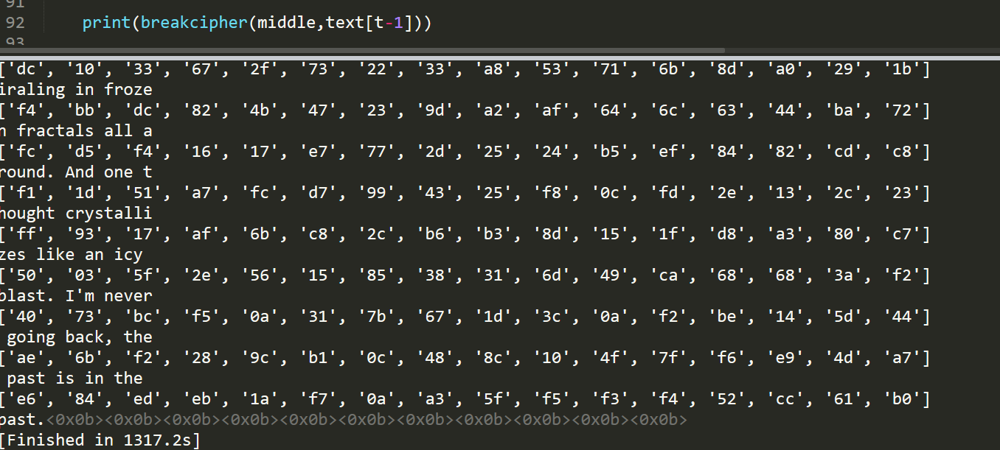 91
92 print(breakcipher(middle,text[t-1]))
93
['dc', '10', '33', '67', '2f', '73', '22', '33', 'a8', '53', '71', '6b', '8d', 'a0', '29', '1b']
iraling in froze
['f4', 'bb', 'dc', '82', '4b', '47', '23', '9d', 'a2', 'af', '64', '6c', '63', '44', 'ba', '72']
n fractals all a
['fc', 'd5', 'f4', '16', '17', 'e7', '77', '2d', '25', '24', 'b5', 'ef', '84', '82', 'cd', 'c8']
round. And one t
['f1', '1d', '51', 'a7', 'fc', 'd7', '99', '43', '25', 'f8', '0c', 'fd', '2e', '13', '2c', '23']
hought crystalli
['ff', '93', '17', 'af', '6b', 'c8', '2c', 'b6', 'b3', '8d', '15', '1f', 'd8', 'a3', '80', 'c7']
zes like an icy
['50', '03', '5f', '2e', '56', '15', '85', '38', '31', '6d', '49', 'ca', '68', '68', '3a', 'f2']
blast. I'm never
['40', '73', 'bc', 'f5', '0a', '31', '7b', '67', '1d', '3c', '0a', 'f2', 'be', '14', '5d', '44']
going back, the
['ae', '6b', 'f2', '28', '9c', 'b1', '0c', '48', '8c', '10', '4f', '7f', 'f6', 'e9', '4d', 'a7']
past is in the
['e6', '84', 'ed', 'eb', '1a', 'f7', '0a', 'a3', '5f', 'f5', 'f3', 'f4', '52', 'cc', '61', 'b0']
past.<0x0b><0x0b><0x0b><0x0b><0x0b><0x0b><0x0b><0x0b><0x0b><0x0b><0x0b>
[Finished in 1317.2s]